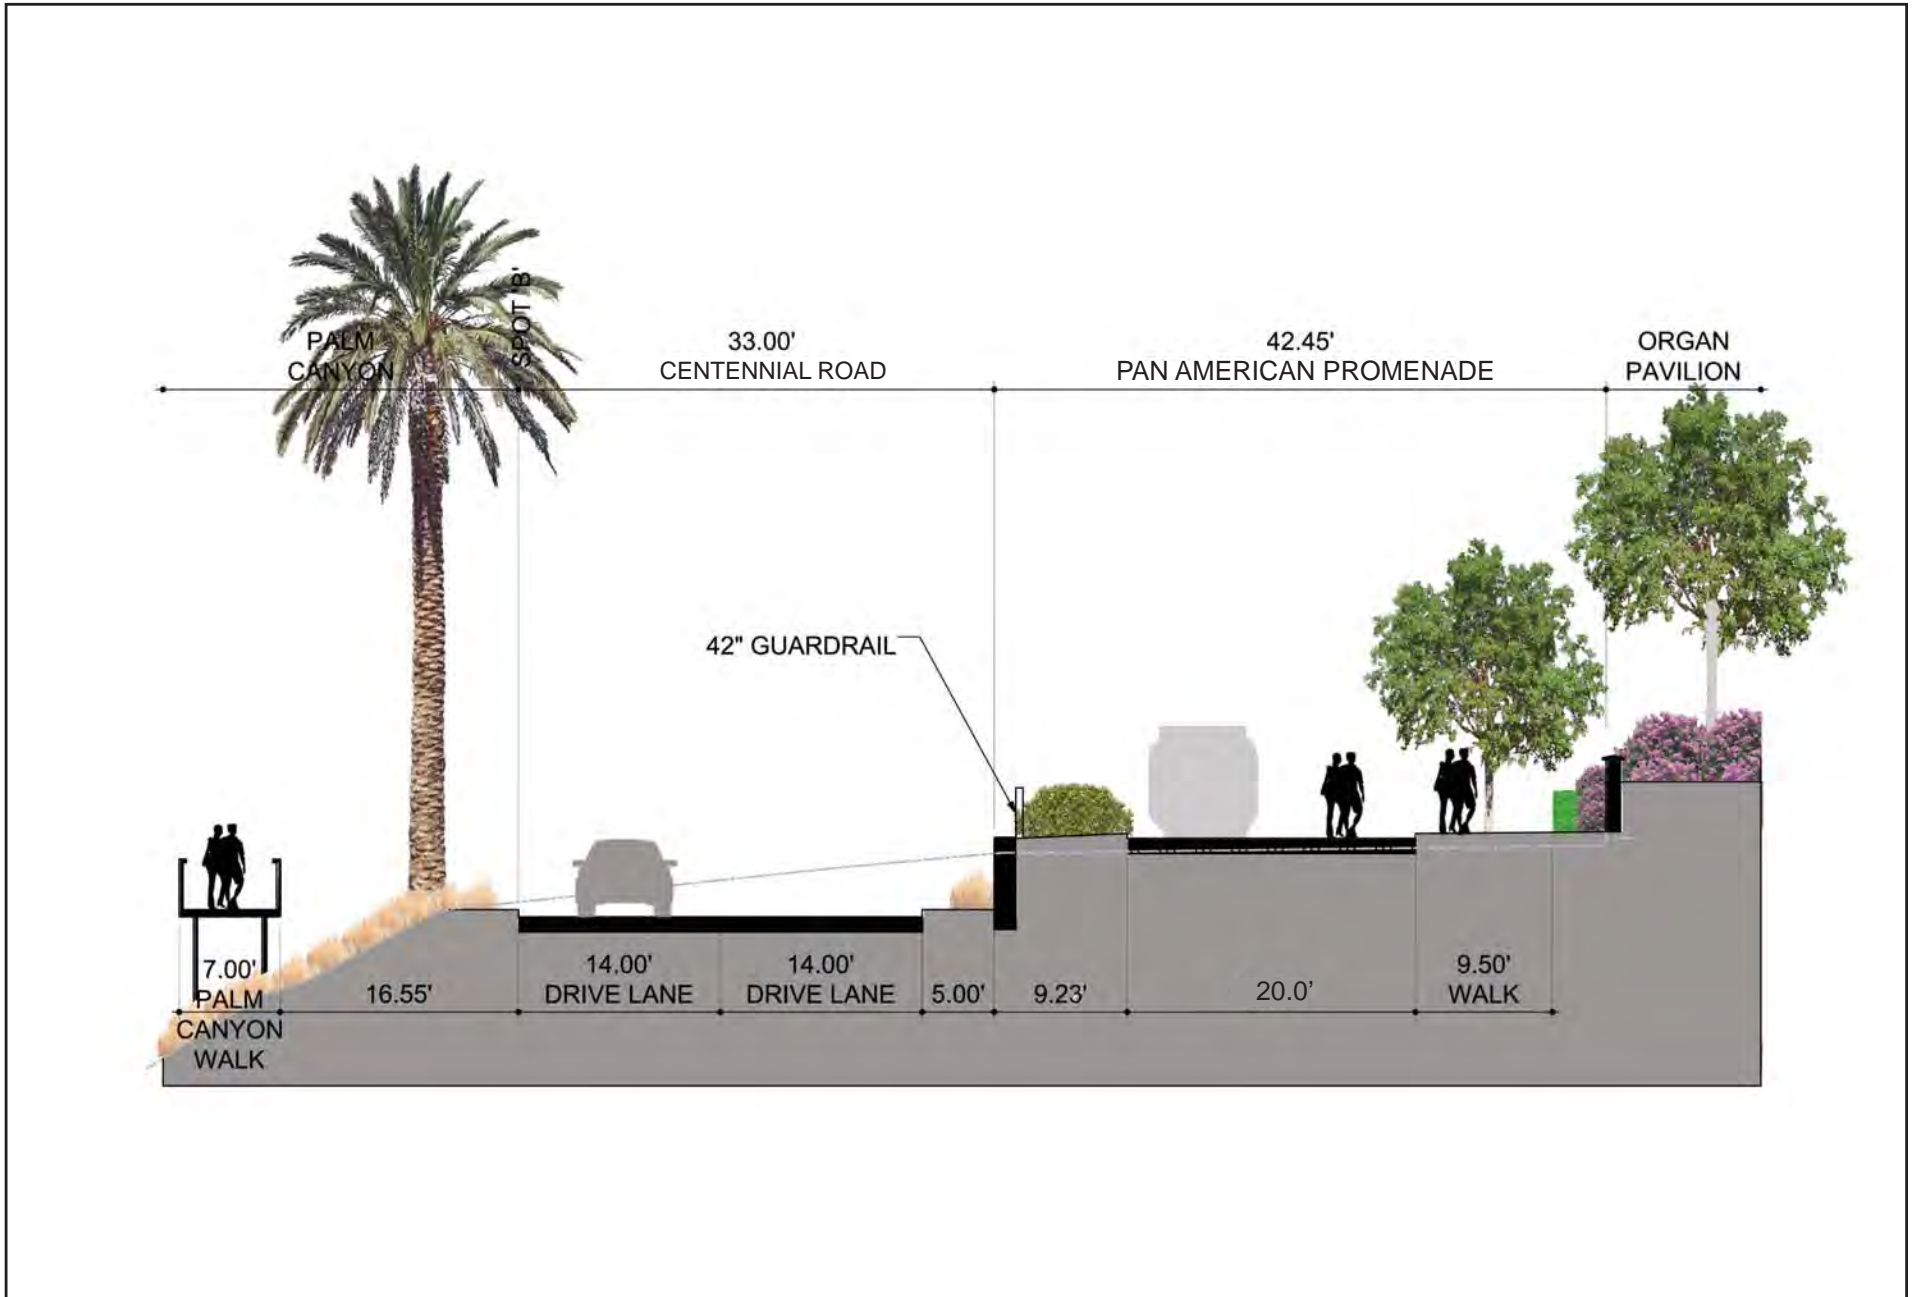 SPOT 'B'
PALM
CANYON
33.00'
CENTENNIAL ROAD
42.45'
PAN AMERICAN PROMENADE
ORGAN
PAVILION
42" GUARDRAIL
7.00'
PALM
CANYON
WALK
16.55'
14.00'
DRIVE LANE
14.00'
DRIVE LANE
5.00'
9.23'
20.0'
9.50'
WALK